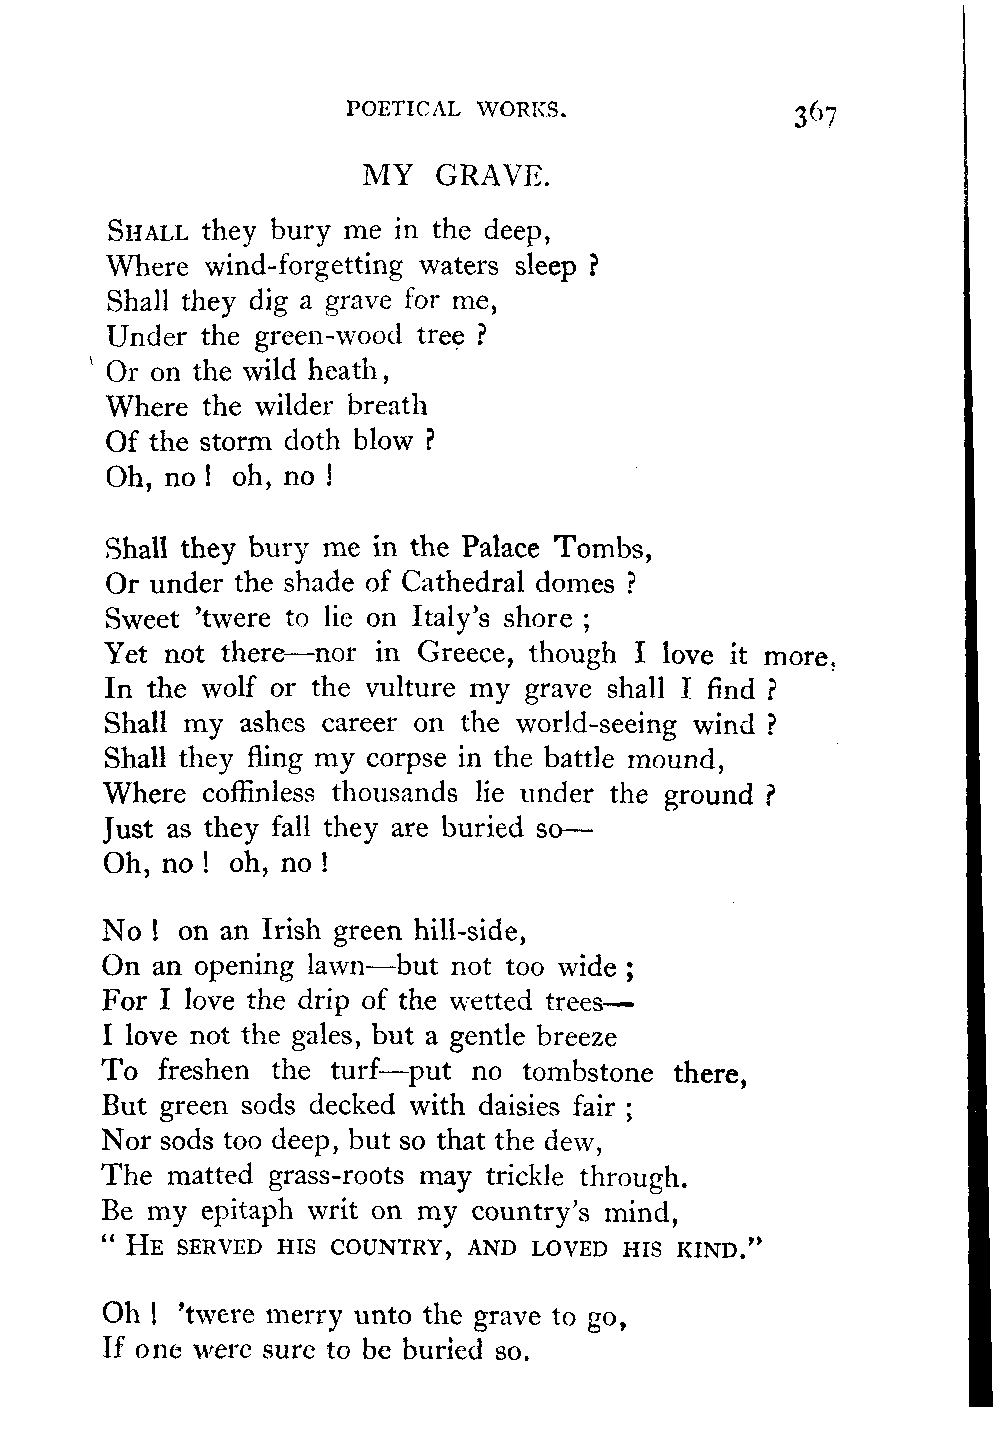 POETICAL WORKS. 367
MY GRAVE.
SHALL they bury me in the deep,
Where wind-forgetting waters sleep ?
Shall they dig a grave for me,
Under the green-wood tree ?
Or on the wild heath,
Where the wilder breath
Of the storm doth blow ?
Oh, no ! oh, no !

Shall they bury me in the Palace Tombs,
Or under the shade of Cathedral domes ?
Sweet ’twere to lie on Italy’s shore ;
Yet not there—nor in Greece, though I love it more,
In the wolf or the vulture my grave shall I find ?
Shall my ashes career on the world-seeing wind ?
Shall they fling my corpse in the battle mound,
Where coffinless thousands lie under the ground ?
Just as they fall they are buried so—
Oh, no ! oh, no !

No ! on an Irish green hill-side,
On an opening lawn—but not too wide ;
For I love the drip of the wetted trees—
I love not the gales, but a gentle breeze
To freshen the turf—put no tombstone there,
But green sods decked with daisies fair ;
Nor sods too deep, but so that the dew,
The matted grass-roots may trickle through.
Be my epitaph writ on my country’s mind,
“ HE SERVED HIS COUNTRY, AND LOVED HIS KIND.”

Oh ! ’twere merry unto the grave to go,
If one were sure to be buried so.